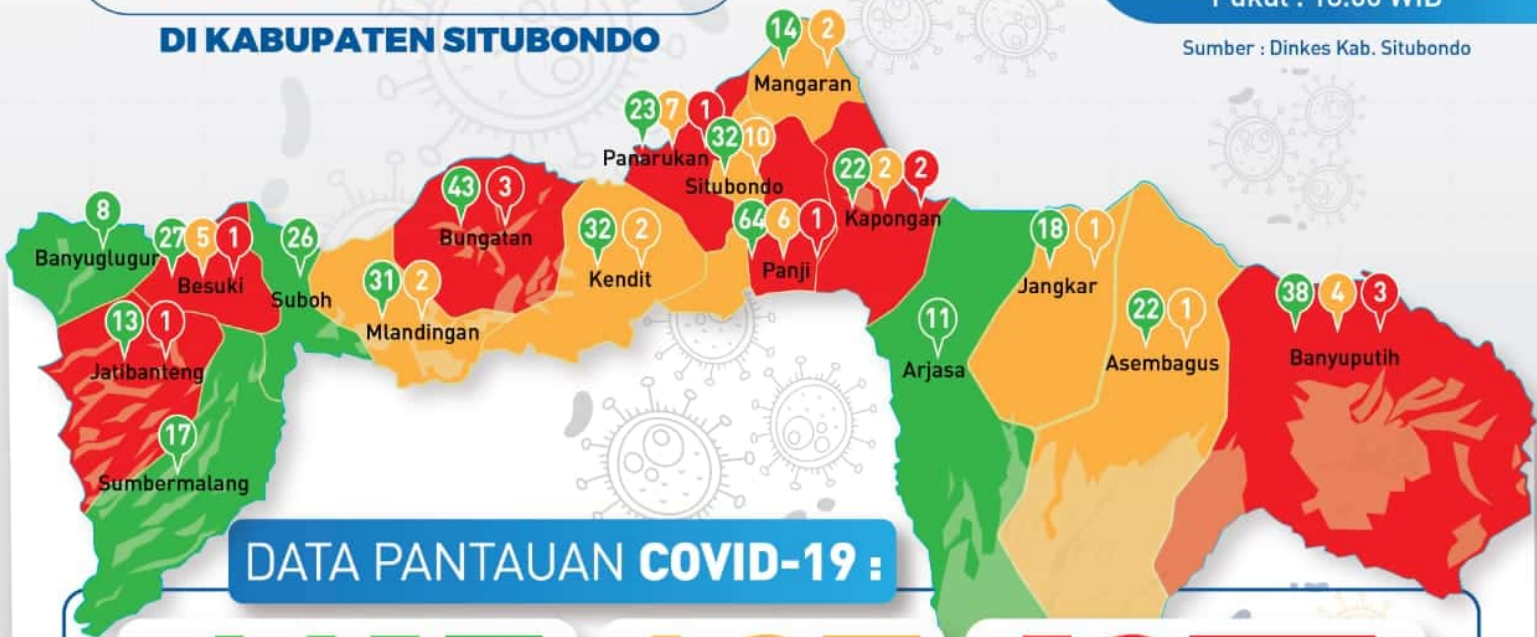 DI KABUPATEN SITUBONDO
Sumber : Dinkes Kab. Situbondo
14 2
Mangaran
23 7 1
Panarukan
32 10
Situbondo
22 2 2
Kapongan
43 3
Bungatan
8
Banyuglugur
27 5 1
Besuki
26
Suboh
32 2
Kendit
64 6 1
Panji
18 1
Jangkar
31 2
Mlandingan
13 1
Jatibanteng
11
Arjasa
22 1
Asembagus
38 4 3
Banyuputih
17
Sumbermalang
DATA PANTAUAN COVID-19 :